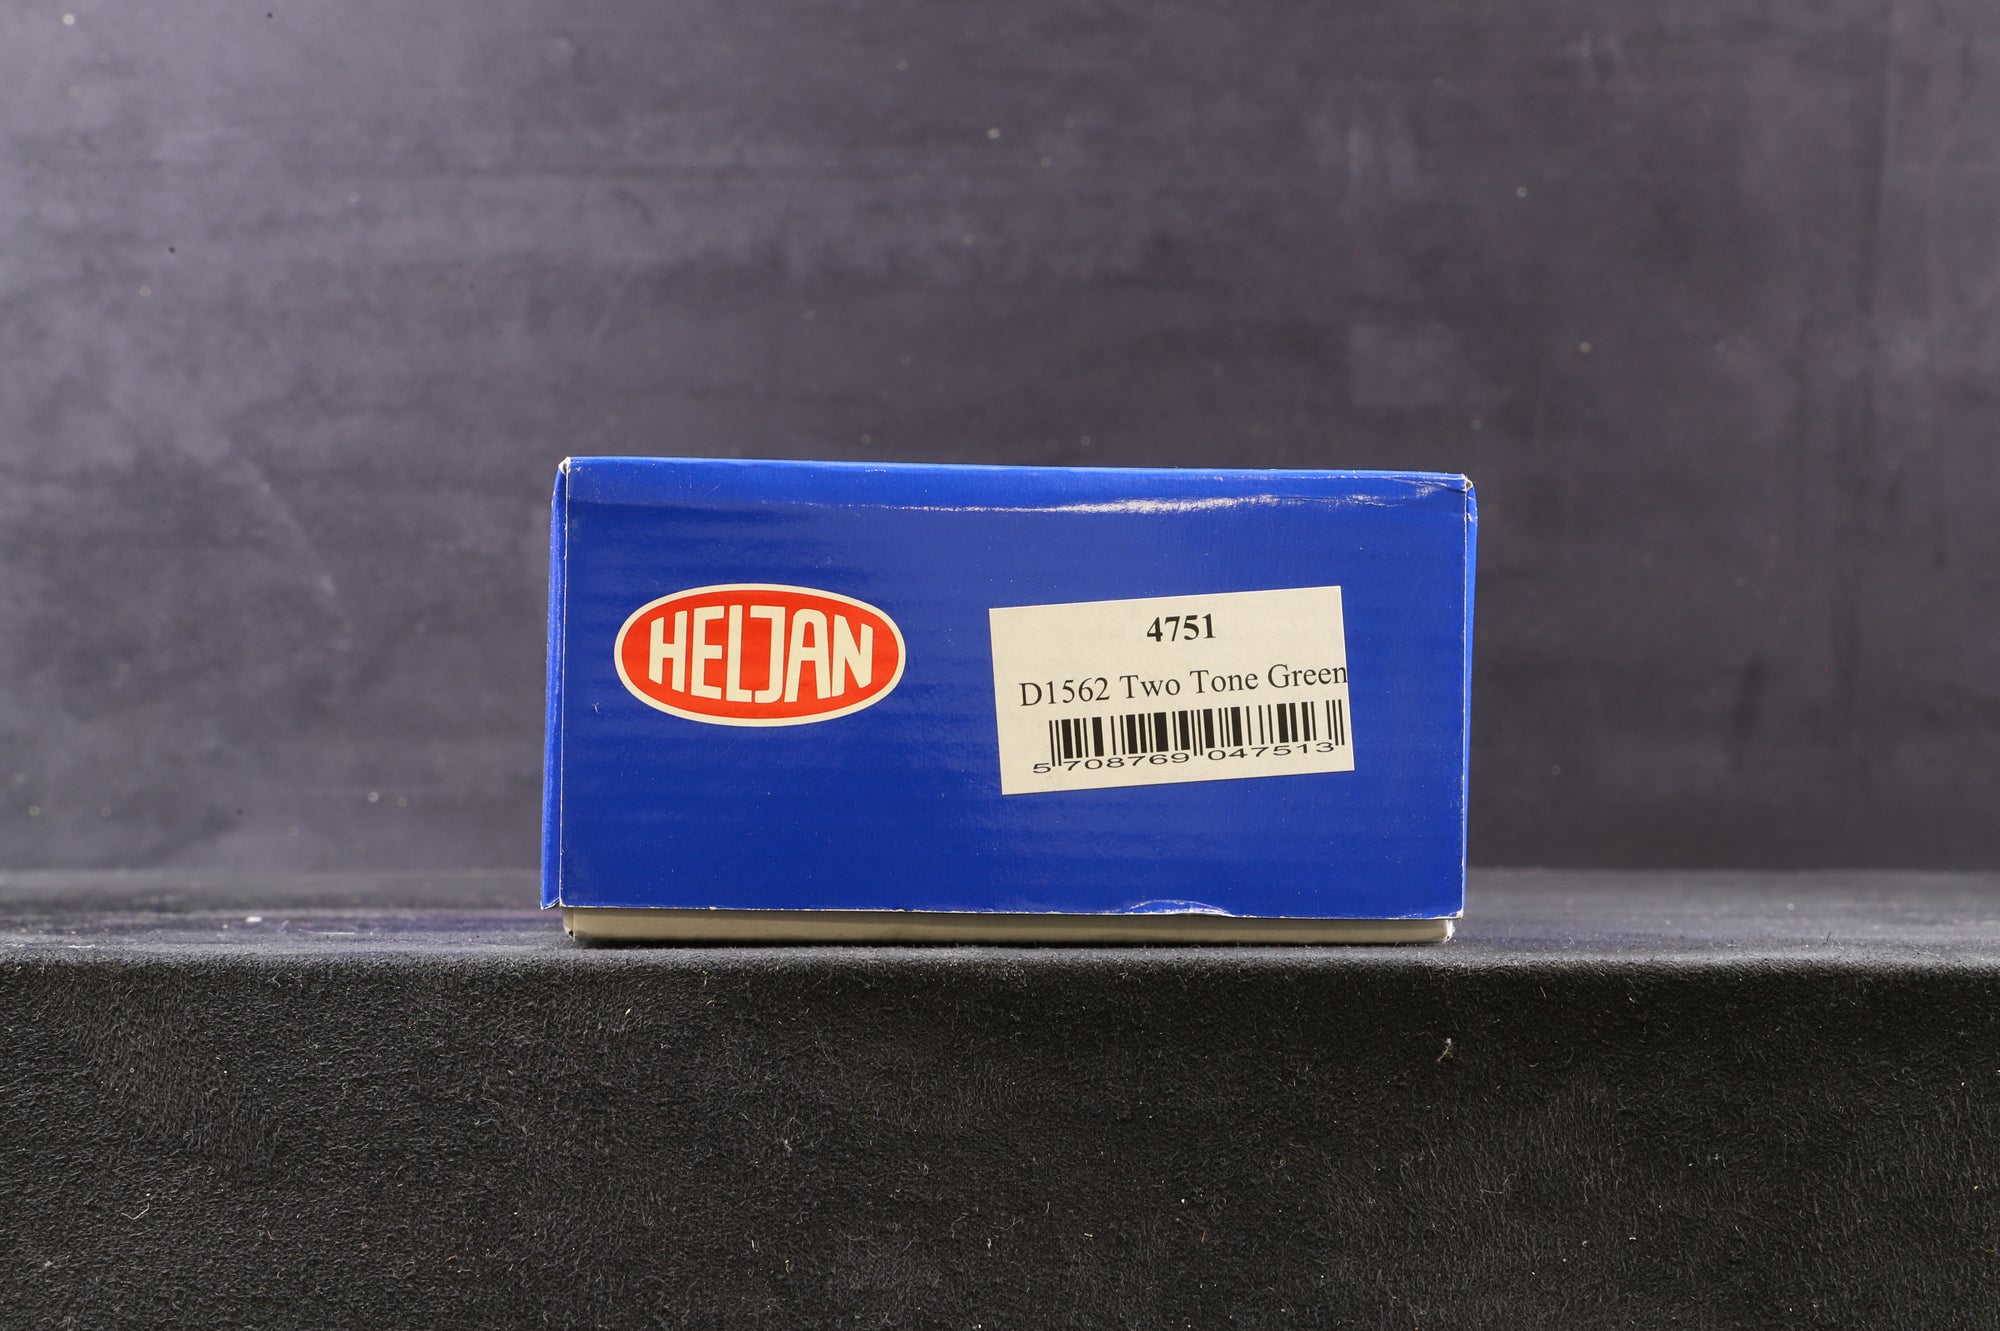 HELJAN
4751
D1562 Two Tone Green
5 708769 047513